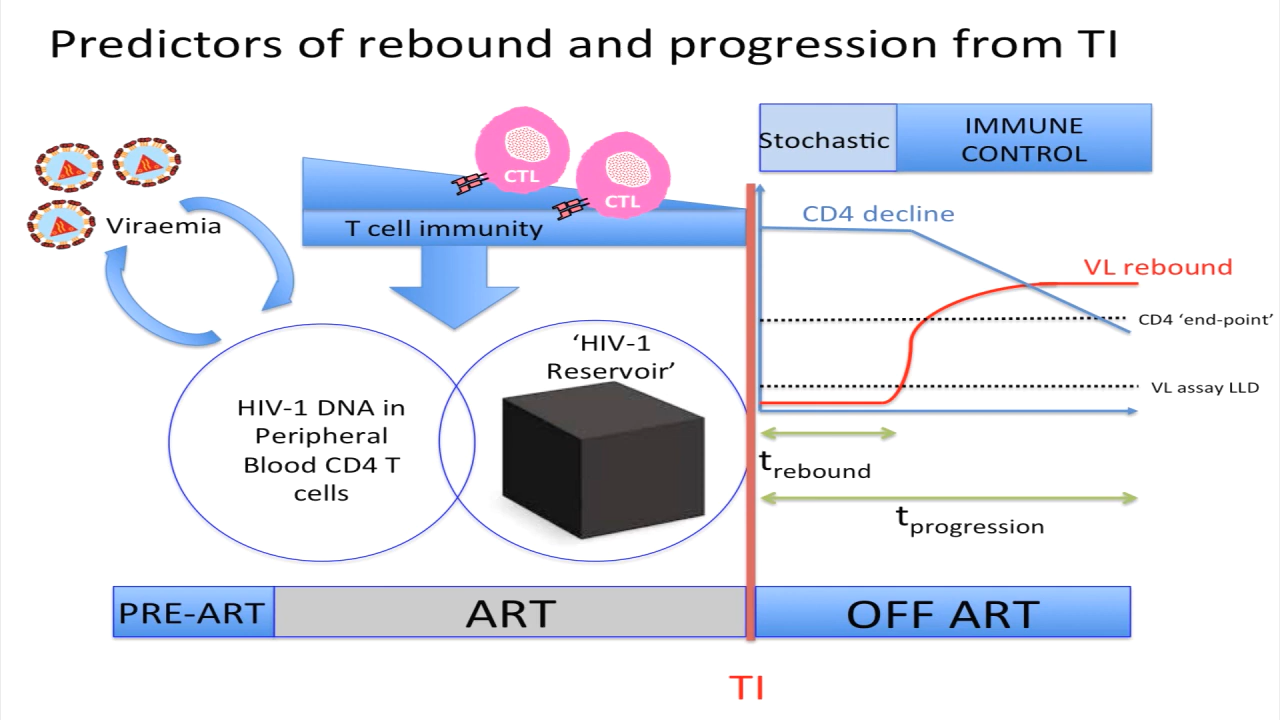 Predictors of rebound and progression from TI
Stochastic
IMMUNE
CONTROL
CTL
CTL
Viraemia
T cell immunity
CD4 decline
VL rebound
CD4 ‘end-point’
VL assay LLD
‘HIV-1
Reservoir’
HIV-1 DNA in
Peripheral
Blood CD4 T
cells
trebound
tprogression
PRE-ART
ART
OFF ART
TI